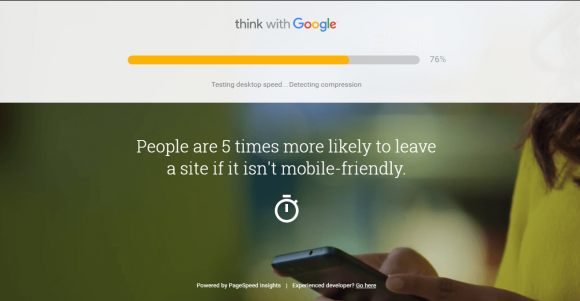 think with Google
76%
Testing desktop speed... Detecting compression
People are 5 times more likely to leave
a site if it isn't mobile-friendly.
Powered by PageSpeed Insights | Experienced developer? Go here